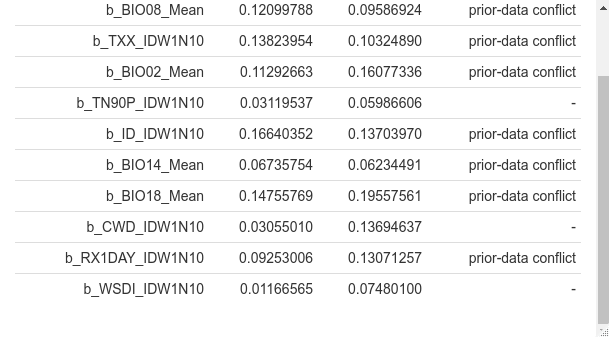 b_BIO08_Mean 0.12099788 0.09586924 prior-data conflict
b_TXX_IDW1N10 0.13823954 0.10324890 prior-data conflict
b_BIO02_Mean 0.11292663 0.16077336 prior-data conflict
b_TN90P_IDW1N10 0.03119537 0.05986606 -
b_ID_IDW1N10 0.16640352 0.13703970 prior-data conflict
b_BIO14_Mean 0.06735754 0.06234491 prior-data conflict
b_BIO18_Mean 0.14755769 0.19557561 prior-data conflict
b_CWD_IDW1N10 0.03055010 0.13694637 -
b_RX1DAY_IDW1N10 0.09253006 0.13071257 prior-data conflict
b_WSDI_IDW1N10 0.01166565 0.07480100 -